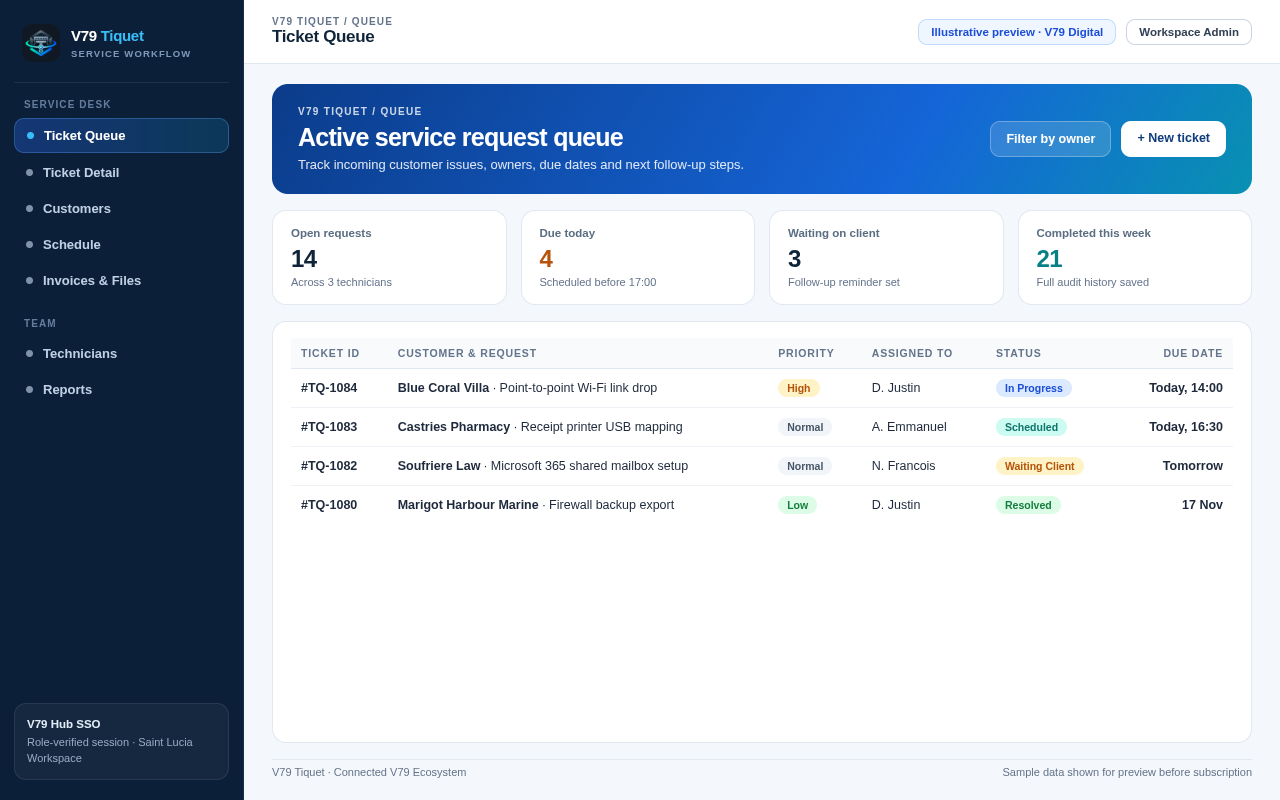 V79 Tiquet
SERVICE WORKFLOW
SERVICE DESK
Ticket Queue
Ticket Detail
Customers
Schedule
Invoices & Files
TEAM
Technicians
Reports
V79 Hub SSO
Role-verified session · Saint Lucia
Workspace
V79 TIQUET / QUEUE
Ticket Queue
Illustrative preview · V79 Digital
Workspace Admin
V79 TIQUET / QUEUE
Active service request queue
Track incoming customer issues, owners, due dates and next follow-up steps.
Filter by owner
+ New ticket
Open requests
14
Across 3 technicians
Due today
4
Scheduled before 17:00
Waiting on client
3
Follow-up reminder set
Completed this week
21
Full audit history saved
TICKET ID CUSTOMER & REQUEST PRIORITY ASSIGNED TO STATUS DUE DATE
#TQ-1084 Blue Coral Villa · Point-to-point Wi-Fi link drop High D. Justin In Progress Today, 14:00
#TQ-1083 Castries Pharmacy · Receipt printer USB mapping Normal A. Emmanuel Scheduled Today, 16:30
#TQ-1082 Soufriere Law · Microsoft 365 shared mailbox setup Normal N. Francois Waiting Client Tomorrow
#TQ-1080 Marigot Harbour Marine · Firewall backup export Low D. Justin Resolved 17 Nov
V79 Tiquet · Connected V79 Ecosystem
Sample data shown for preview before subscription